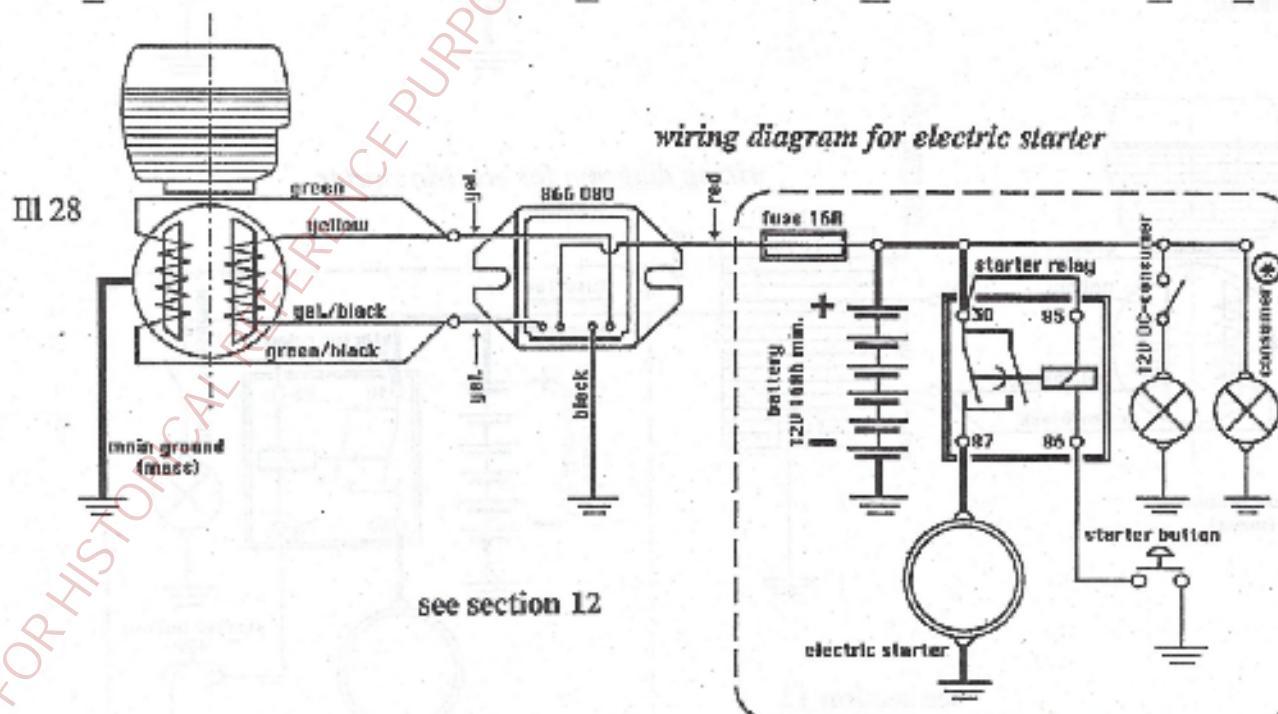 FOR HISTORICAL REFERENCE PURPO
wiring diagram for electric starter
Ill 28
green
yellow
yel./black
green/black
main ground
(mass)
yel.
yel.
866 080
black
red
fuse 16A
battery
12V 16Ah min.
+
−
starter relay
30
85
87
86
12V DC-consumer
consumer
*
starter button
electric starter
see section 12